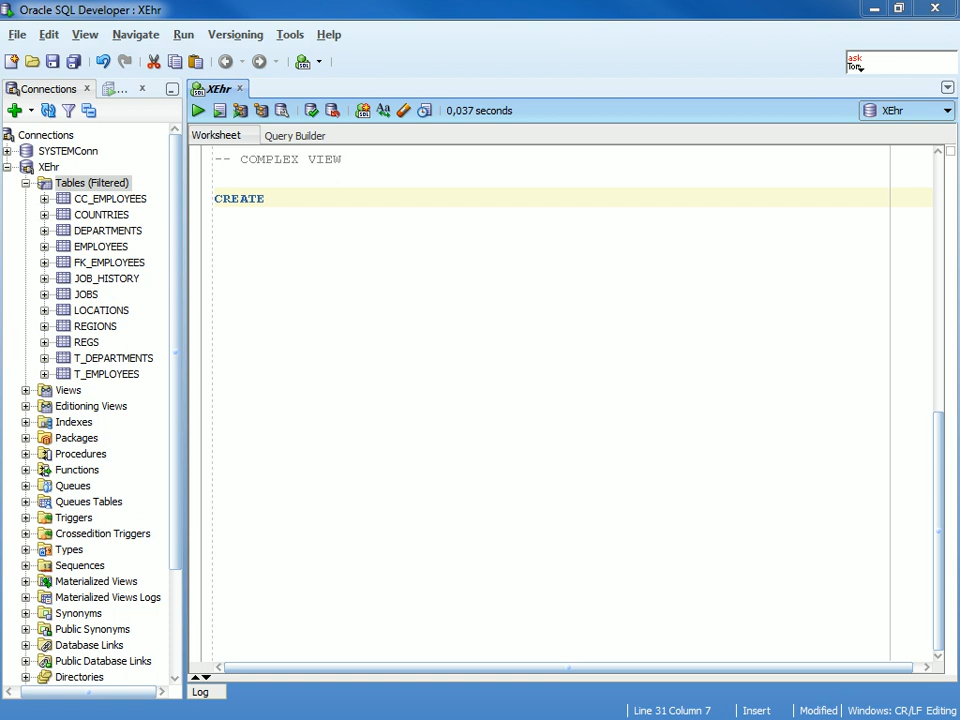 Oracle SQL Developer : XEhr
File Edit View Navigate Run Versioning Tools Help
ask
Tom
Connections
...
XEhr
0,037 seconds
XEhr
Worksheet
Query Builder
Connections
SYSTEMConn
XEhr
Tables (Filtered)
CC_EMPLOYEES
COUNTRIES
DEPARTMENTS
EMPLOYEES
FK_EMPLOYEES
JOB_HISTORY
JOBS
LOCATIONS
REGIONS
REGS
T_DEPARTMENTS
T_EMPLOYEES
Views
Editioning Views
Indexes
Packages
Procedures
Functions
Queues
Queues Tables
Triggers
Crossedition Triggers
Types
Sequences
Materialized Views
Materialized Views Logs
Synonyms
Public Synonyms
Database Links
Public Database Links
Directories
-- COMPLEX VIEW
CREATE
Log
Line 31 Column 7
Insert
Modified
Windows: CR/LF Editing